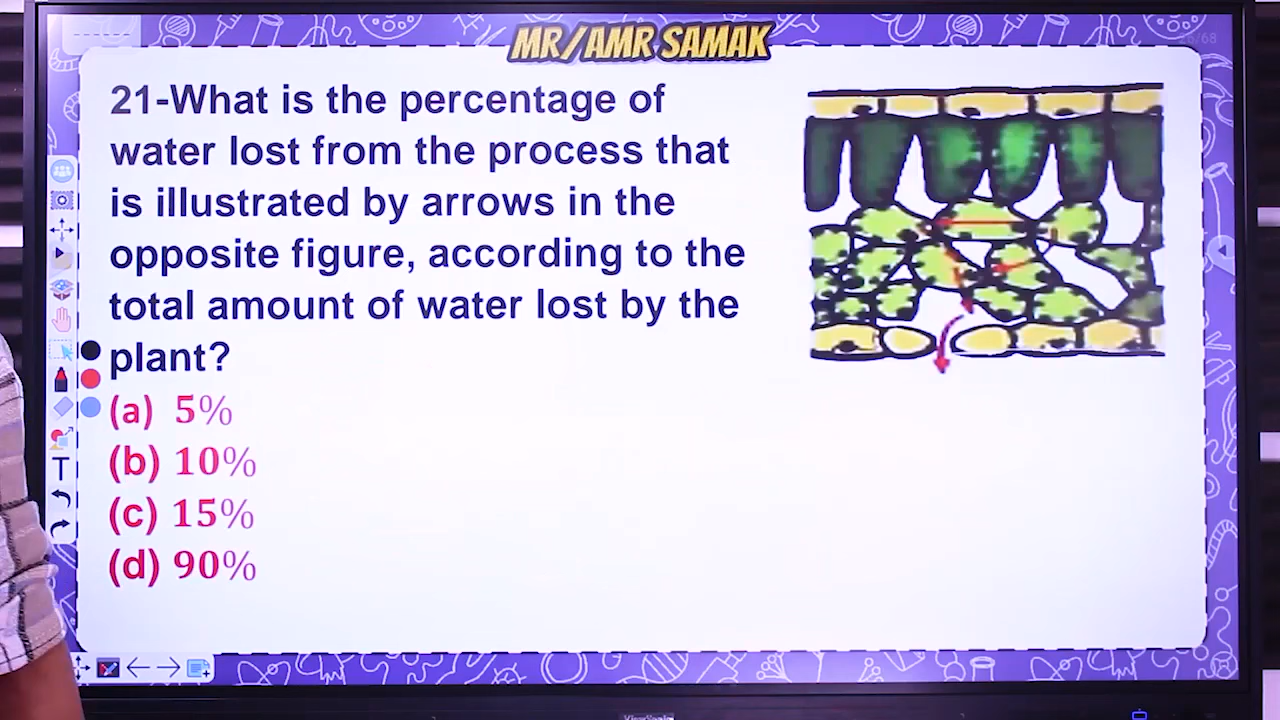 MR/AMR SAMAK
21-What is the percentage of
water lost from the process that
is illustrated by arrows in the
opposite figure, according to the
total amount of water lost by the
plant?
(a) 5%
(b) 10%
(c) 15%
(d) 90%
T
ViewSonic